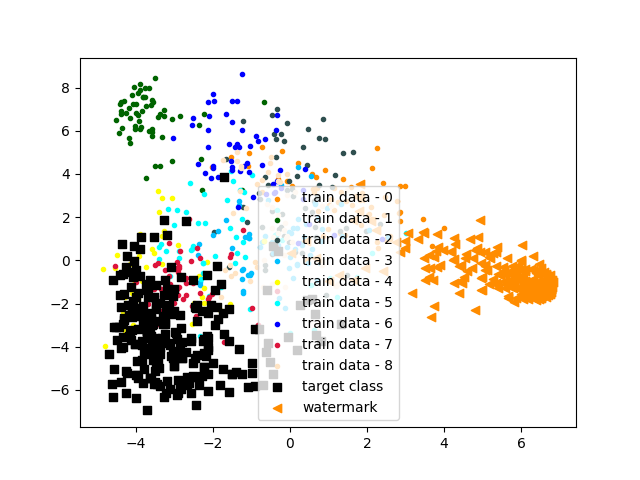 8
6
4
2
0
−2
−4
−6
−4
−2
0
2
4
6
train data - 0
train data - 1
train data - 2
train data - 3
train data - 4
train data - 5
train data - 6
train data - 7
train data - 8
target class
watermark